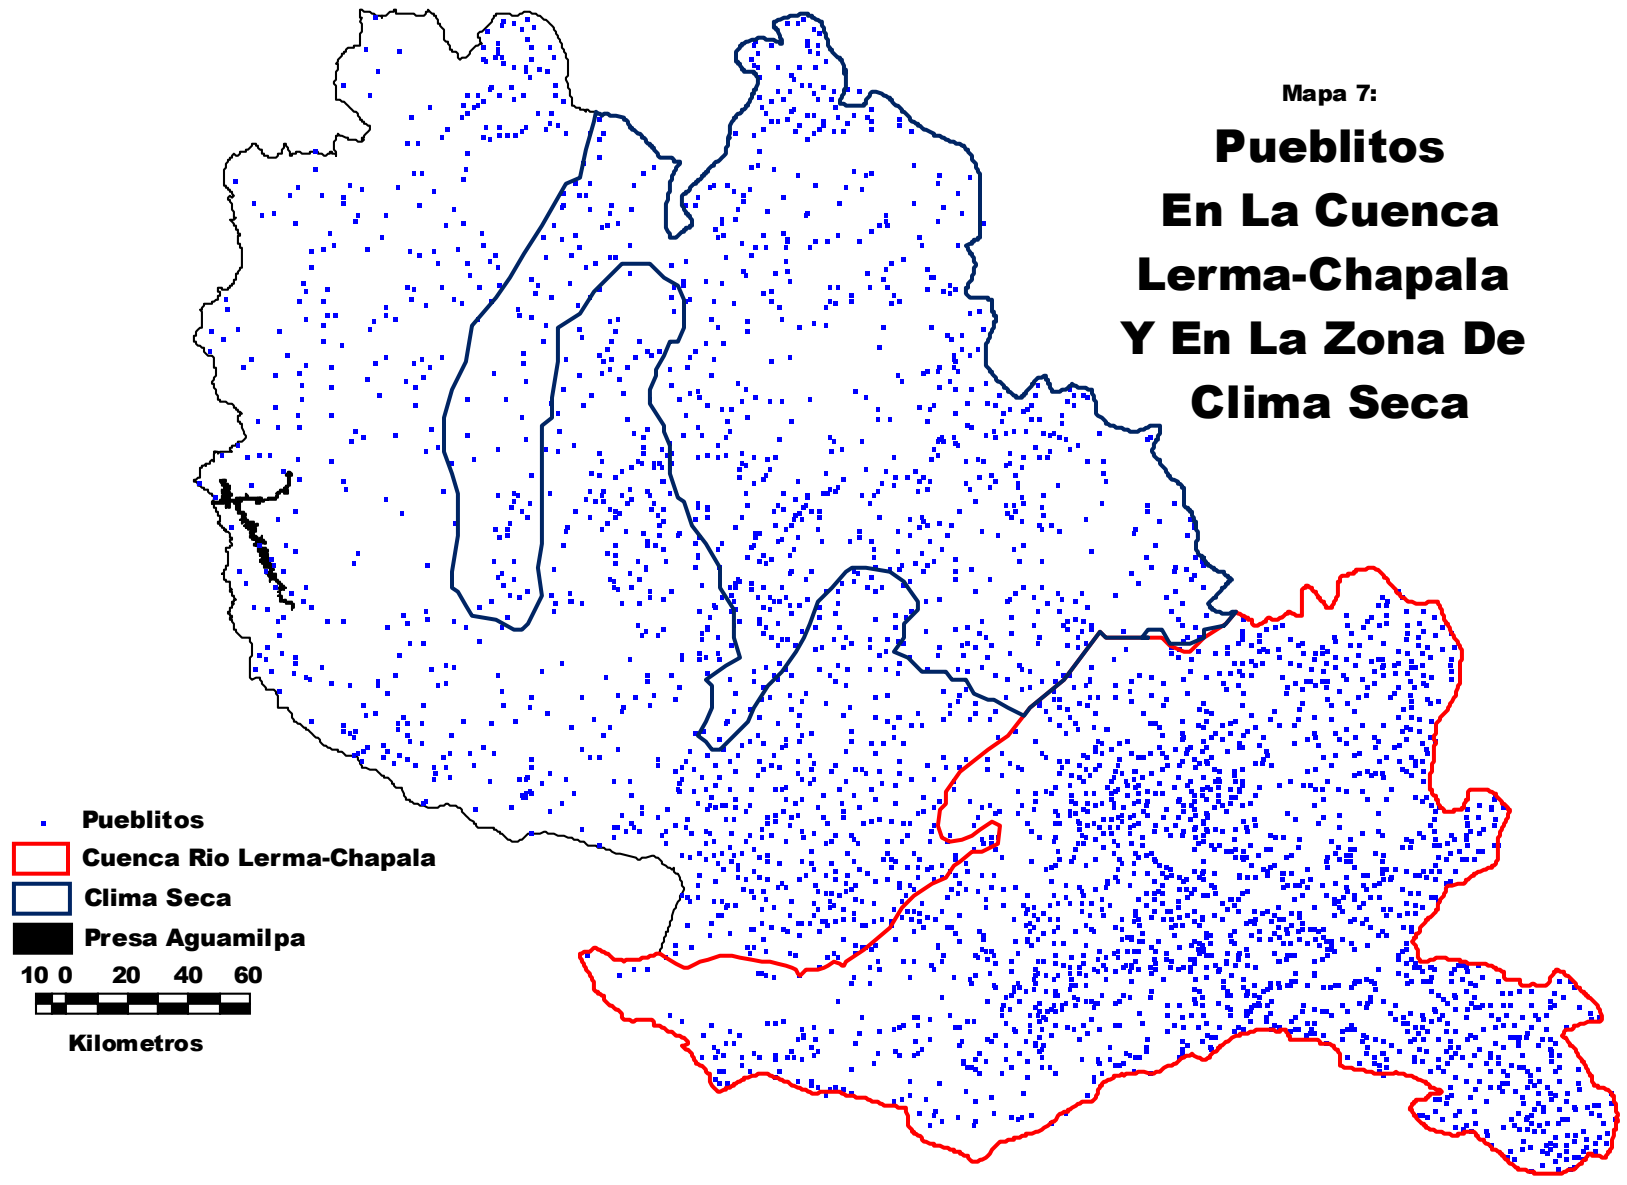 Mapa 7:
Pueblitos
En La Cuenca
Lerma-Chapala
Y En La Zona De
Clima Seca
Pueblitos
Cuenca Rio Lerma-Chapala
Clima Seca
Presa Aguamilpa
10 0 20 40 60
Kilometros